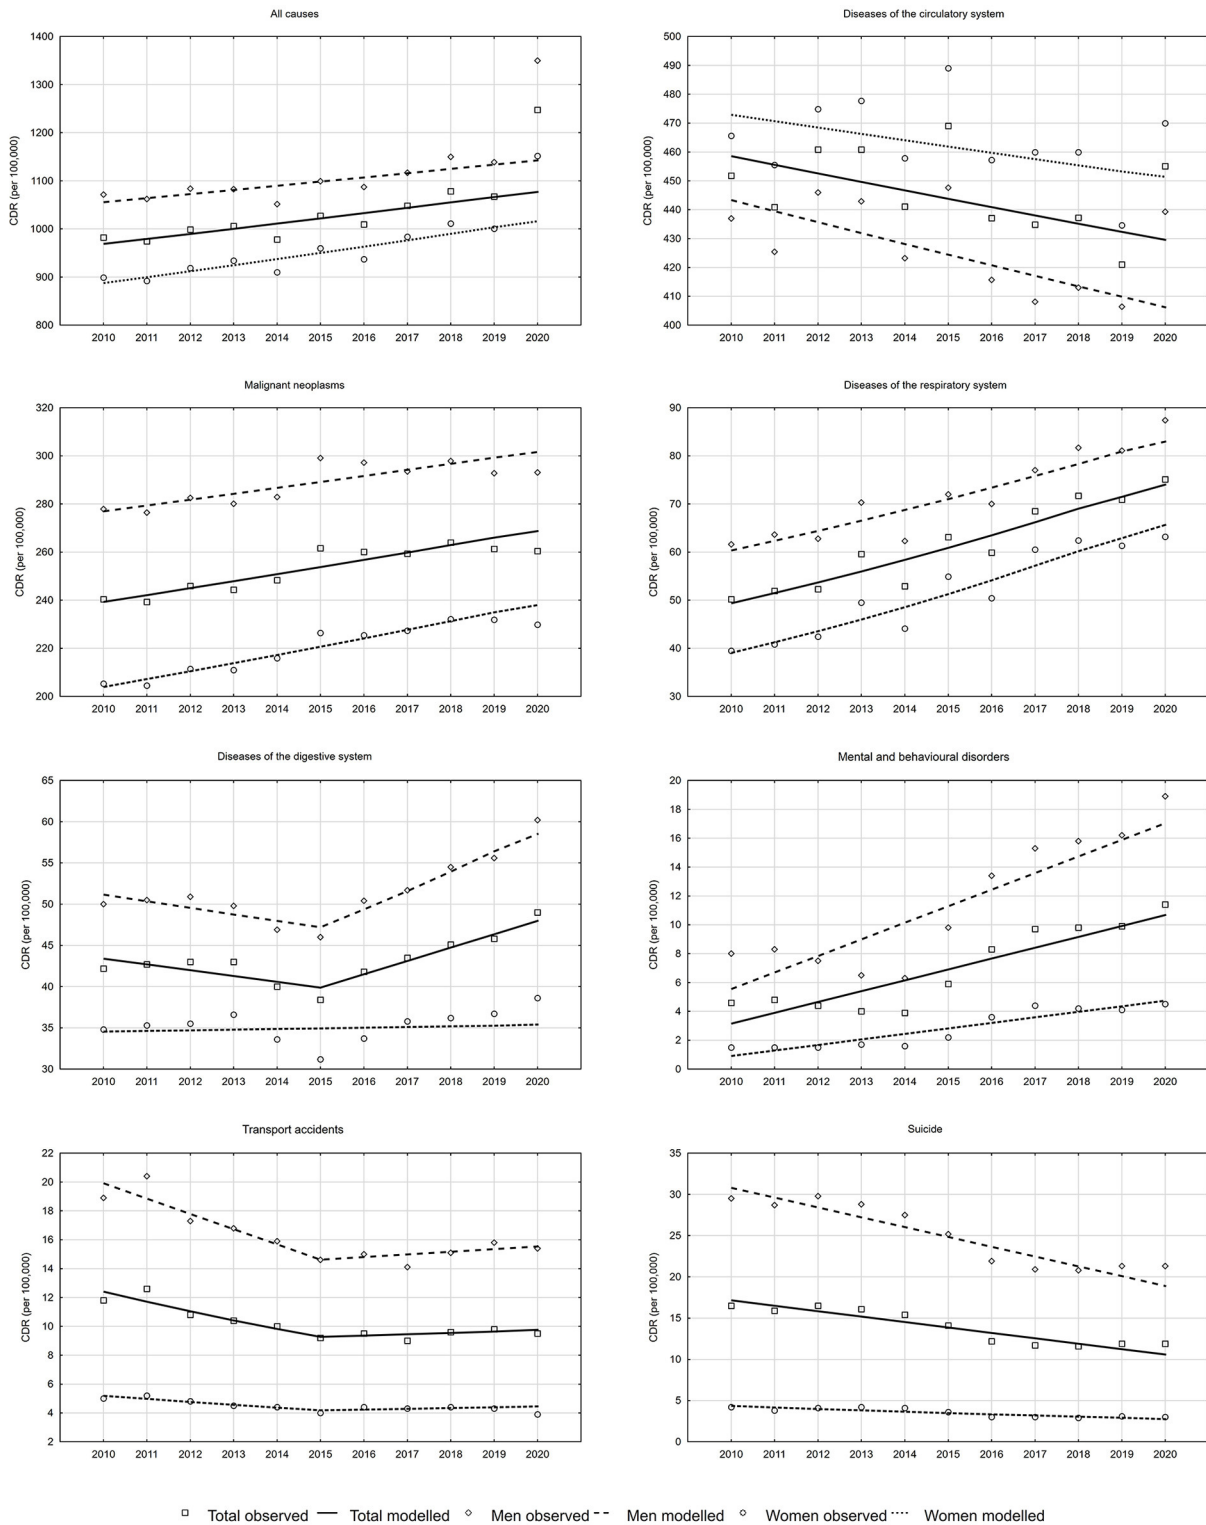 All causes
CDR (per 100,000)
1400
1300
1200
1100
1000
900
800
2010 2011 2012 2013 2014 2015 2016 2017 2018 2019 2020
Diseases of the circulatory system
CDR (per 100,000)
500
490
480
470
460
450
440
430
420
410
400
2010 2011 2012 2013 2014 2015 2016 2017 2018 2019 2020
Malignant neoplasms
CDR (per 100,000)
320
300
280
260
240
220
200
2010 2011 2012 2013 2014 2015 2016 2017 2018 2019 2020
Diseases of the respiratory system
CDR (per 100,000)
90
80
70
60
50
40
30
2010 2011 2012 2013 2014 2015 2016 2017 2018 2019 2020
Diseases of the digestive system
CDR (per 100,000)
65
60
55
50
45
40
35
30
2010 2011 2012 2013 2014 2015 2016 2017 2018 2019 2020
Mental and behavioural disorders
CDR (per 100,000)
20
18
16
14
12
10
8
6
4
2
0
2010 2011 2012 2013 2014 2015 2016 2017 2018 2019 2020
Transport accidents
CDR (per 100,000)
22
20
18
16
14
12
10
8
6
4
2
2010 2011 2012 2013 2014 2015 2016 2017 2018 2019 2020
Suicide
CDR (per 100,000)
35
30
25
20
15
10
5
0
2010 2011 2012 2013 2014 2015 2016 2017 2018 2019 2020
Total observed Total modelled Men observed Men modelled Women observed Women modelled